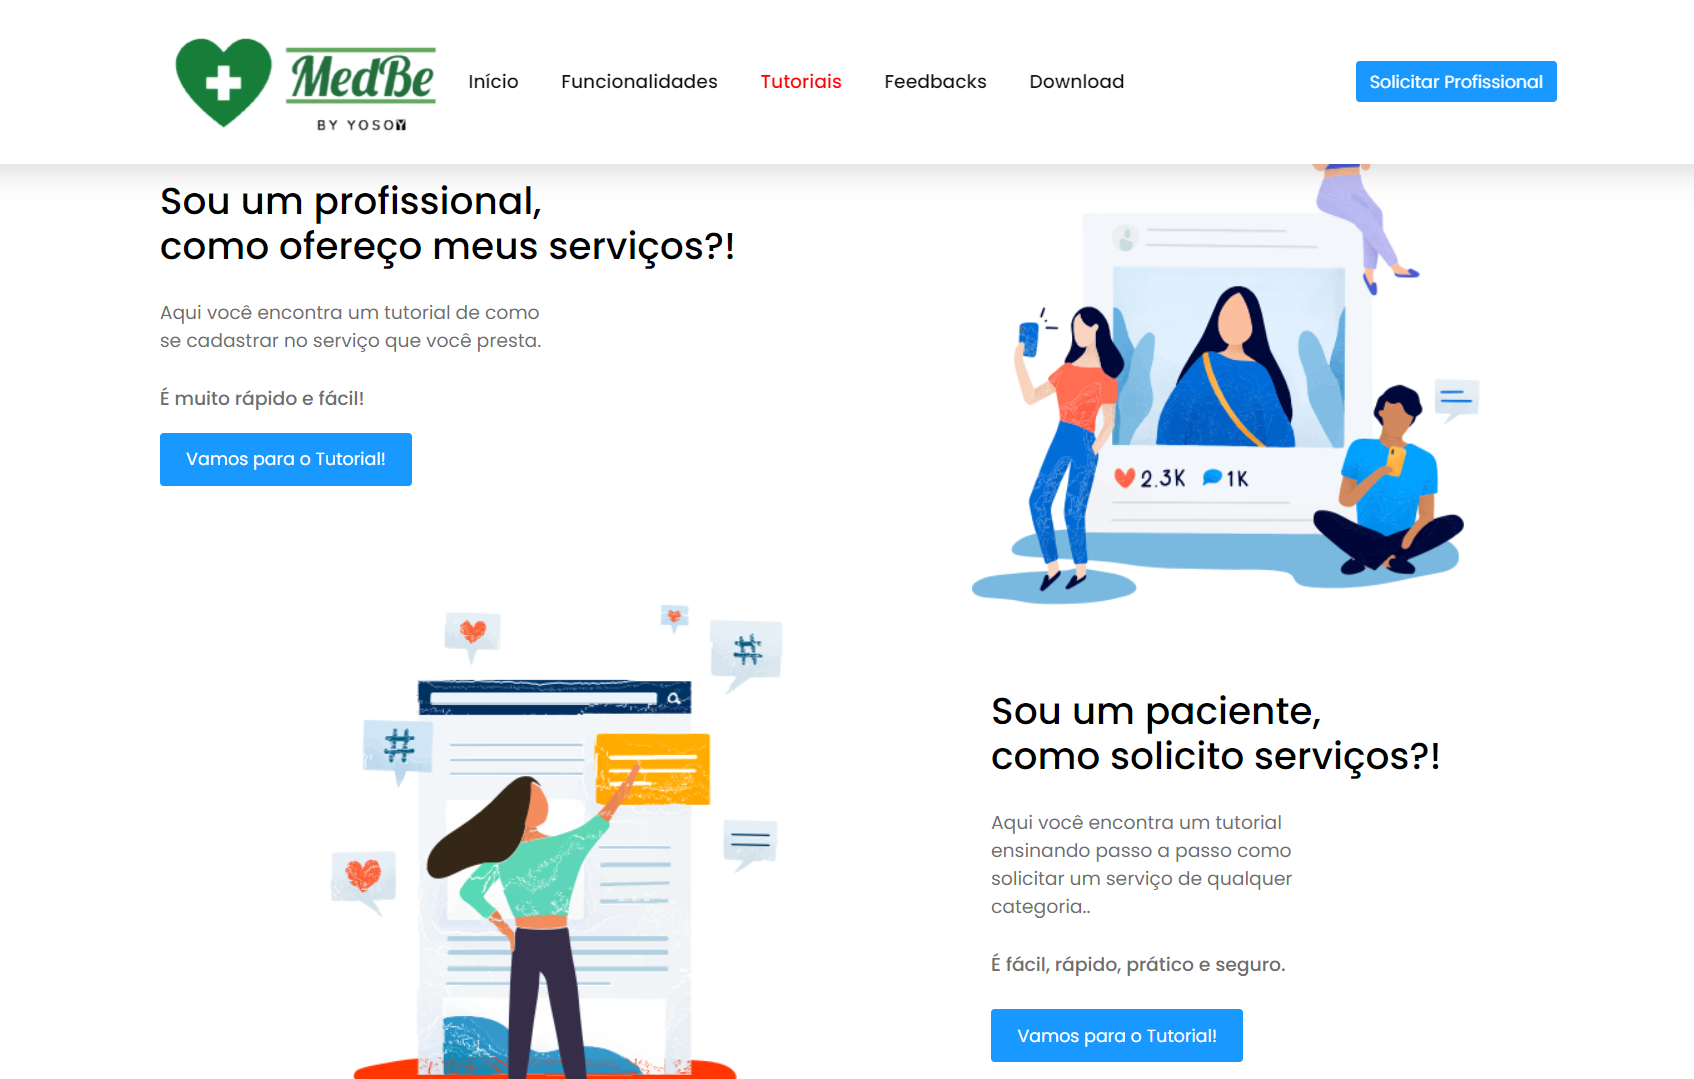 MedBe
BY YOSOY
Início
Funcionalidades
Tutoriais
Feedbacks
Download
Solicitar Profissional
Sou um profissional,
como ofereço meus serviços?!
Aqui você encontra um tutorial de como
se cadastrar no serviço que você presta.
É muito rápido e fácil!
Vamos para o Tutorial!
2.3K
1K
#
#
Sou um paciente,
como solicito serviços?!
Aqui você encontra um tutorial
ensinando passo a passo como
solicitar um serviço de qualquer
categoria..
É fácil, rápido, prático e seguro.
Vamos para o Tutorial!